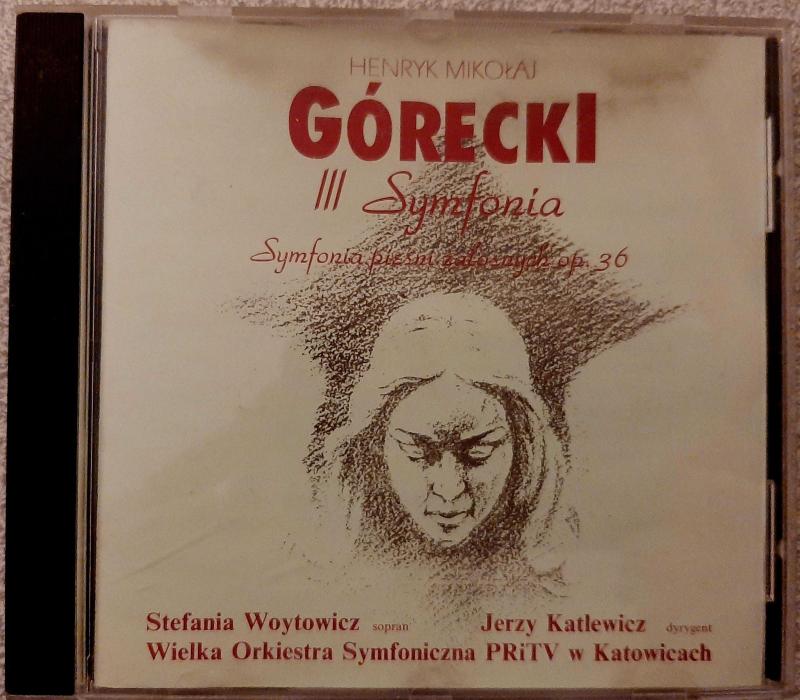 HENRYK MIKOŁAJ
GÓRECKI
III Symfonia
Symfonia pieśni żałosnych op. 36
Stefania Woytowicz sopran Jerzy Katlewicz dyrygent
Wielka Orkiestra Symfoniczna PRiTV w Katowicach